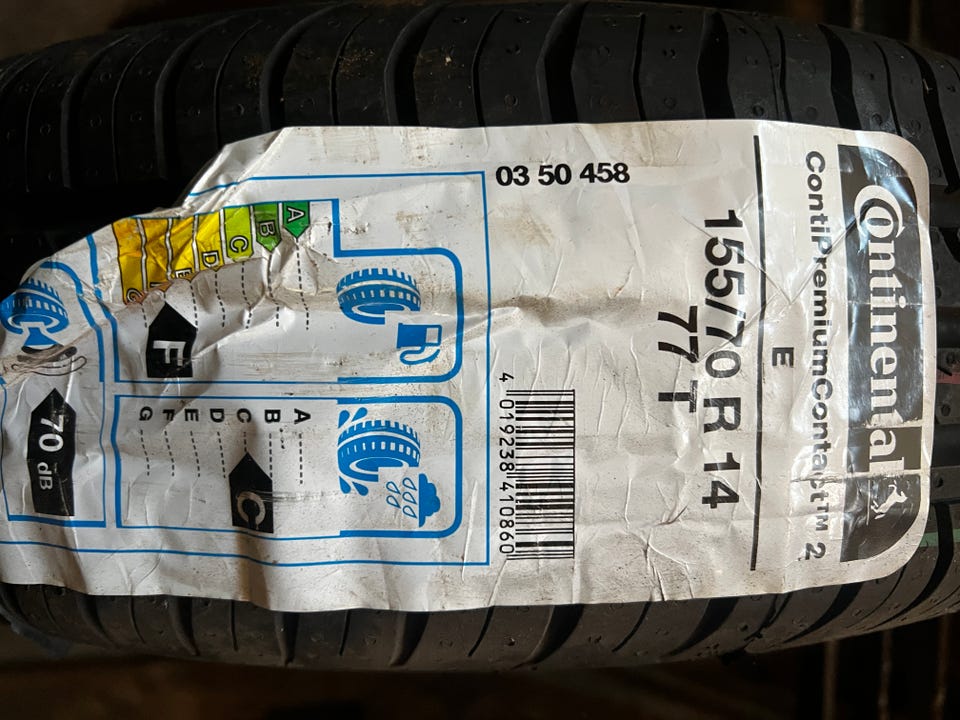 Continental
ContiPremiumContact™ 2
E
155/70 R 14
77 T
03 50 458
4 019238 410860
A
B
C
D
E
G
F
A
B
C
D
E
F
G
C
70 dB